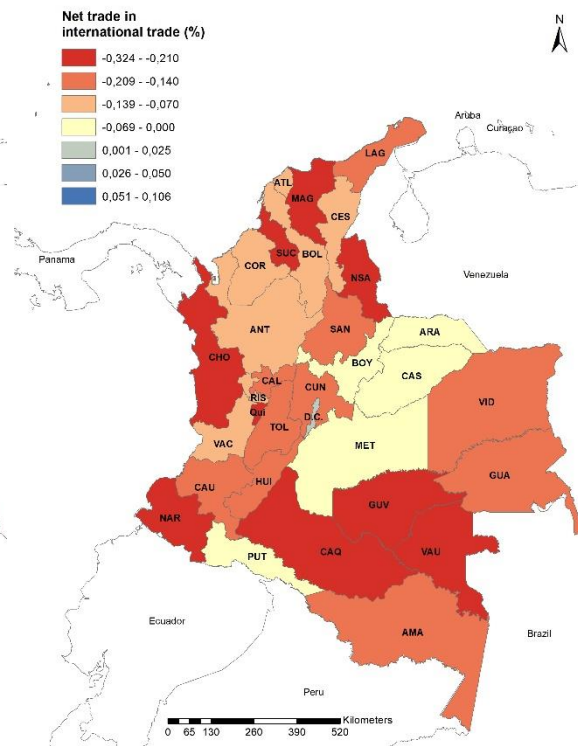 Net trade in
international trade (%)
-0,324 - -0,210
-0,209 - -0,140
-0,139 - -0,070
-0,069 - 0,000
0,001 - 0,025
0,026 - 0,050
0,051 - 0,106
N
Aruba
Curaçao
LAG
ATL
MAG
CES
Panama
SUC
BOL
COR
NSA
Venezuela
ANT
SAN
ARA
CHO
BOY
CAS
CAL
CUN
RIS
Qui
D.C.
VID
TOL
VAC
MET
HUI
CAU
GUA
NAR
GUV
PUT
CAQ
VAU
Ecuador
AMA
Brazil
Peru
Kilometers
0 65 130 260 390 520